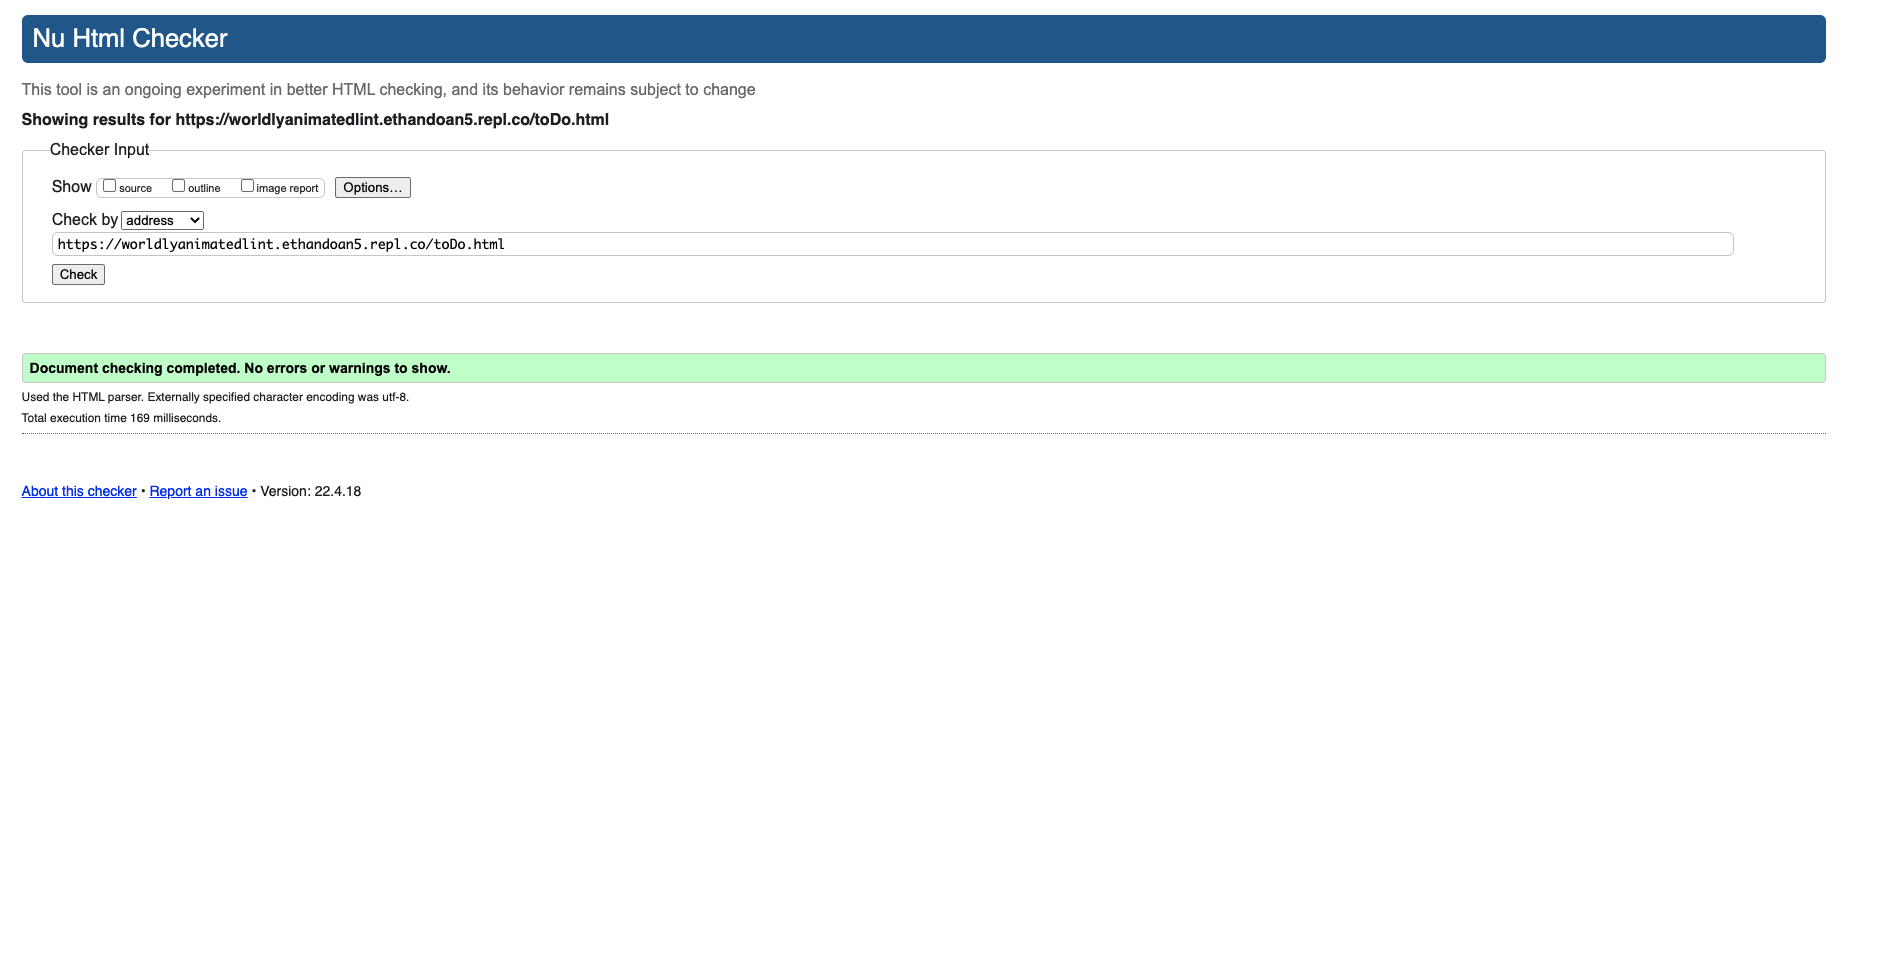 Nu Html Checker
This tool is an ongoing experiment in better HTML checking, and its behavior remains subject to change
Showing results for https://worldlyanimatedlint.ethandoan5.repl.co/toDo.html
Checker Input
Show source outline image report Options...
Check by address
https://worldlyanimatedlint.ethandoan5.repl.co/toDo.html
Check
Document checking completed. No errors or warnings to show.
Used the HTML parser. Externally specified character encoding was utf-8.
Total execution time 169 milliseconds.
About this checker • Report an issue • Version: 22.4.18